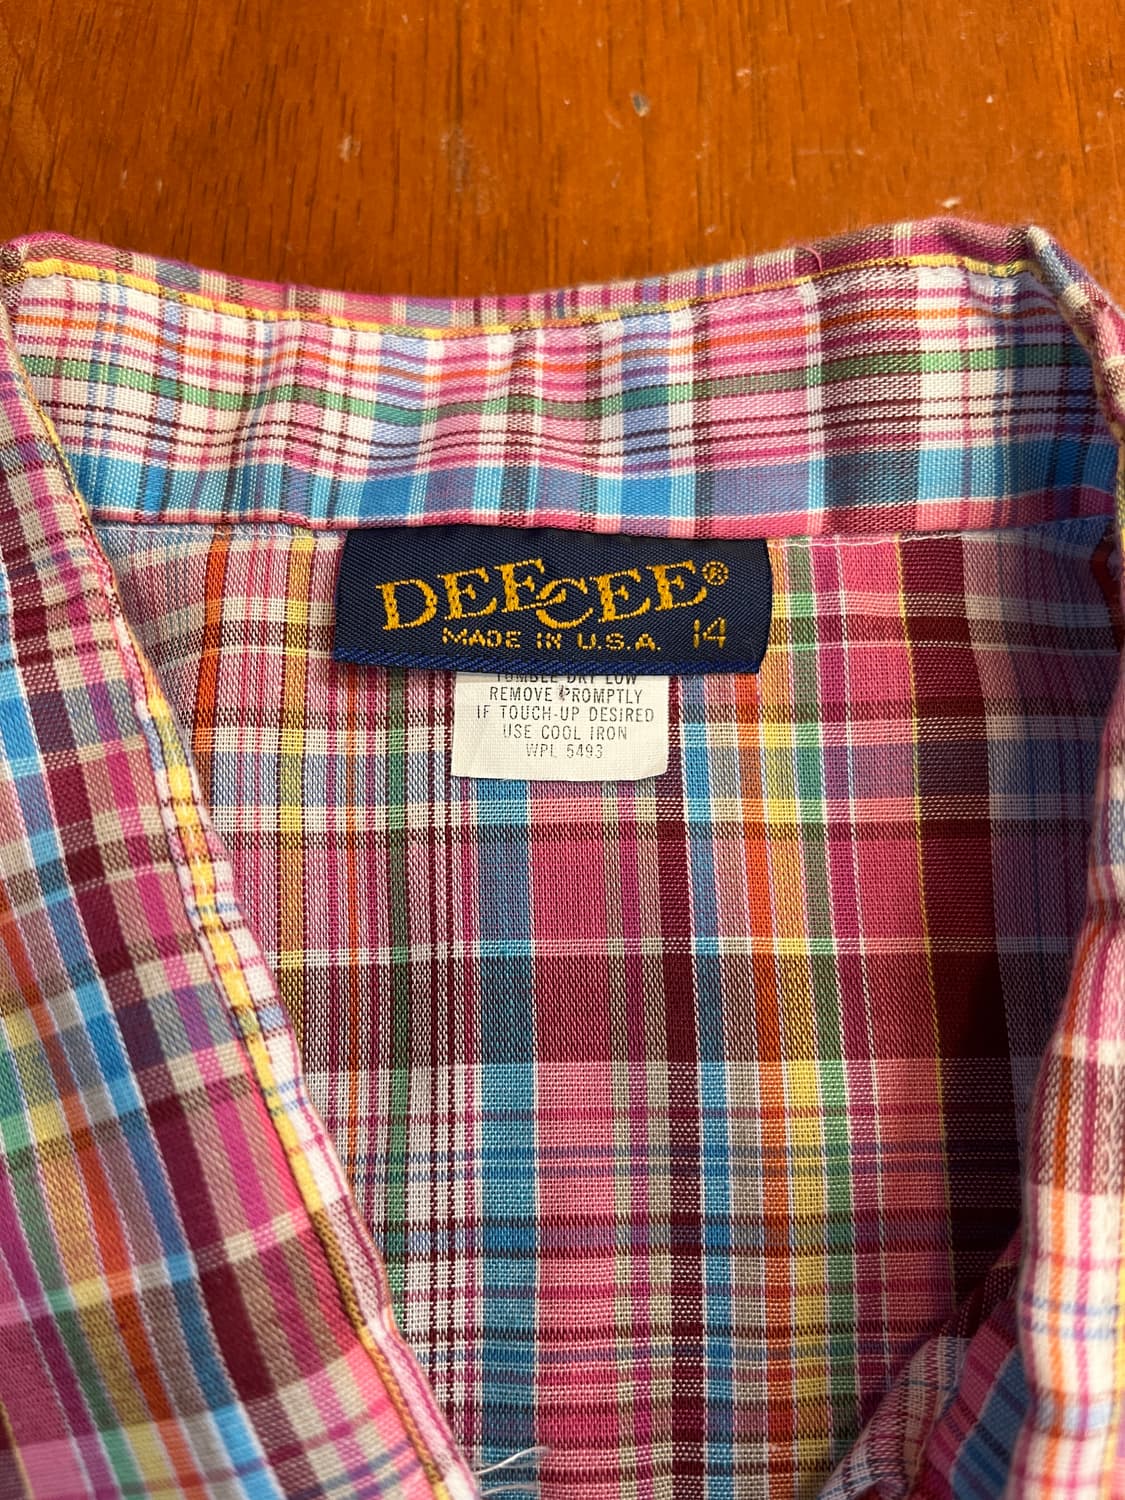 DEE CEE®
MADE IN U.S.A. 14
TUMBLE DRY LOW
REMOVE PROMPTLY
IF TOUCH-UP DESIRED
USE COOL IRON
WPL 5493